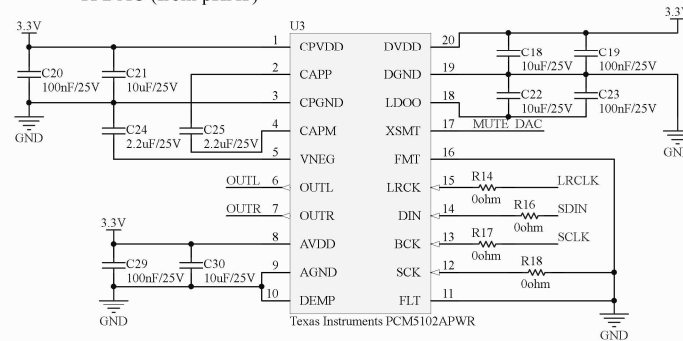 3.3V
U3
3.3V
1 CPVDD DVDD 20
C20 100nF/25V
C21 10uF/25V
C18 10uF/25V
C19 100nF/25V
2 CAPP DGND 19
3 CPGND LDOO 18
C22 10uF/25V
C23 100nF/25V
GND
C24 2.2uF/25V
C25 2.2uF/25V
4 CAPM XSMT 17 MUTE_DAC
5 VNEG FMT 16
OUTL 6 OUTL LRCK 15 R14 0ohm LRCLK
OUTR 7 OUTR DIN 14 R16 0ohm SDIN
3.3V
8 AVDD BCK 13 R17 0ohm SCLK
C29 100nF/25V
C30 10uF/25V
9 AGND SCK 12 R18 0ohm
10 DEMP FLT 11
GND
Texas Instruments PCM5102APWR
GND